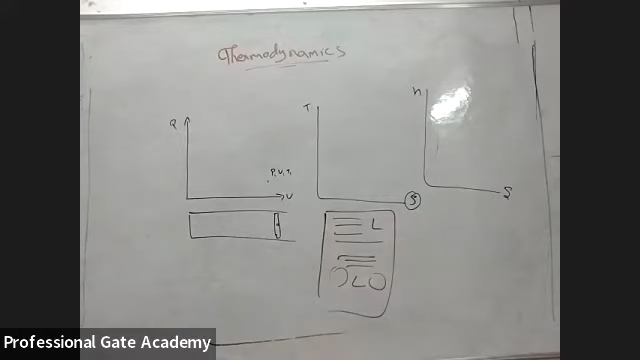 Thermodynamics
P
V
P, V, T,
T
S
h
S
Professional Gate Academy